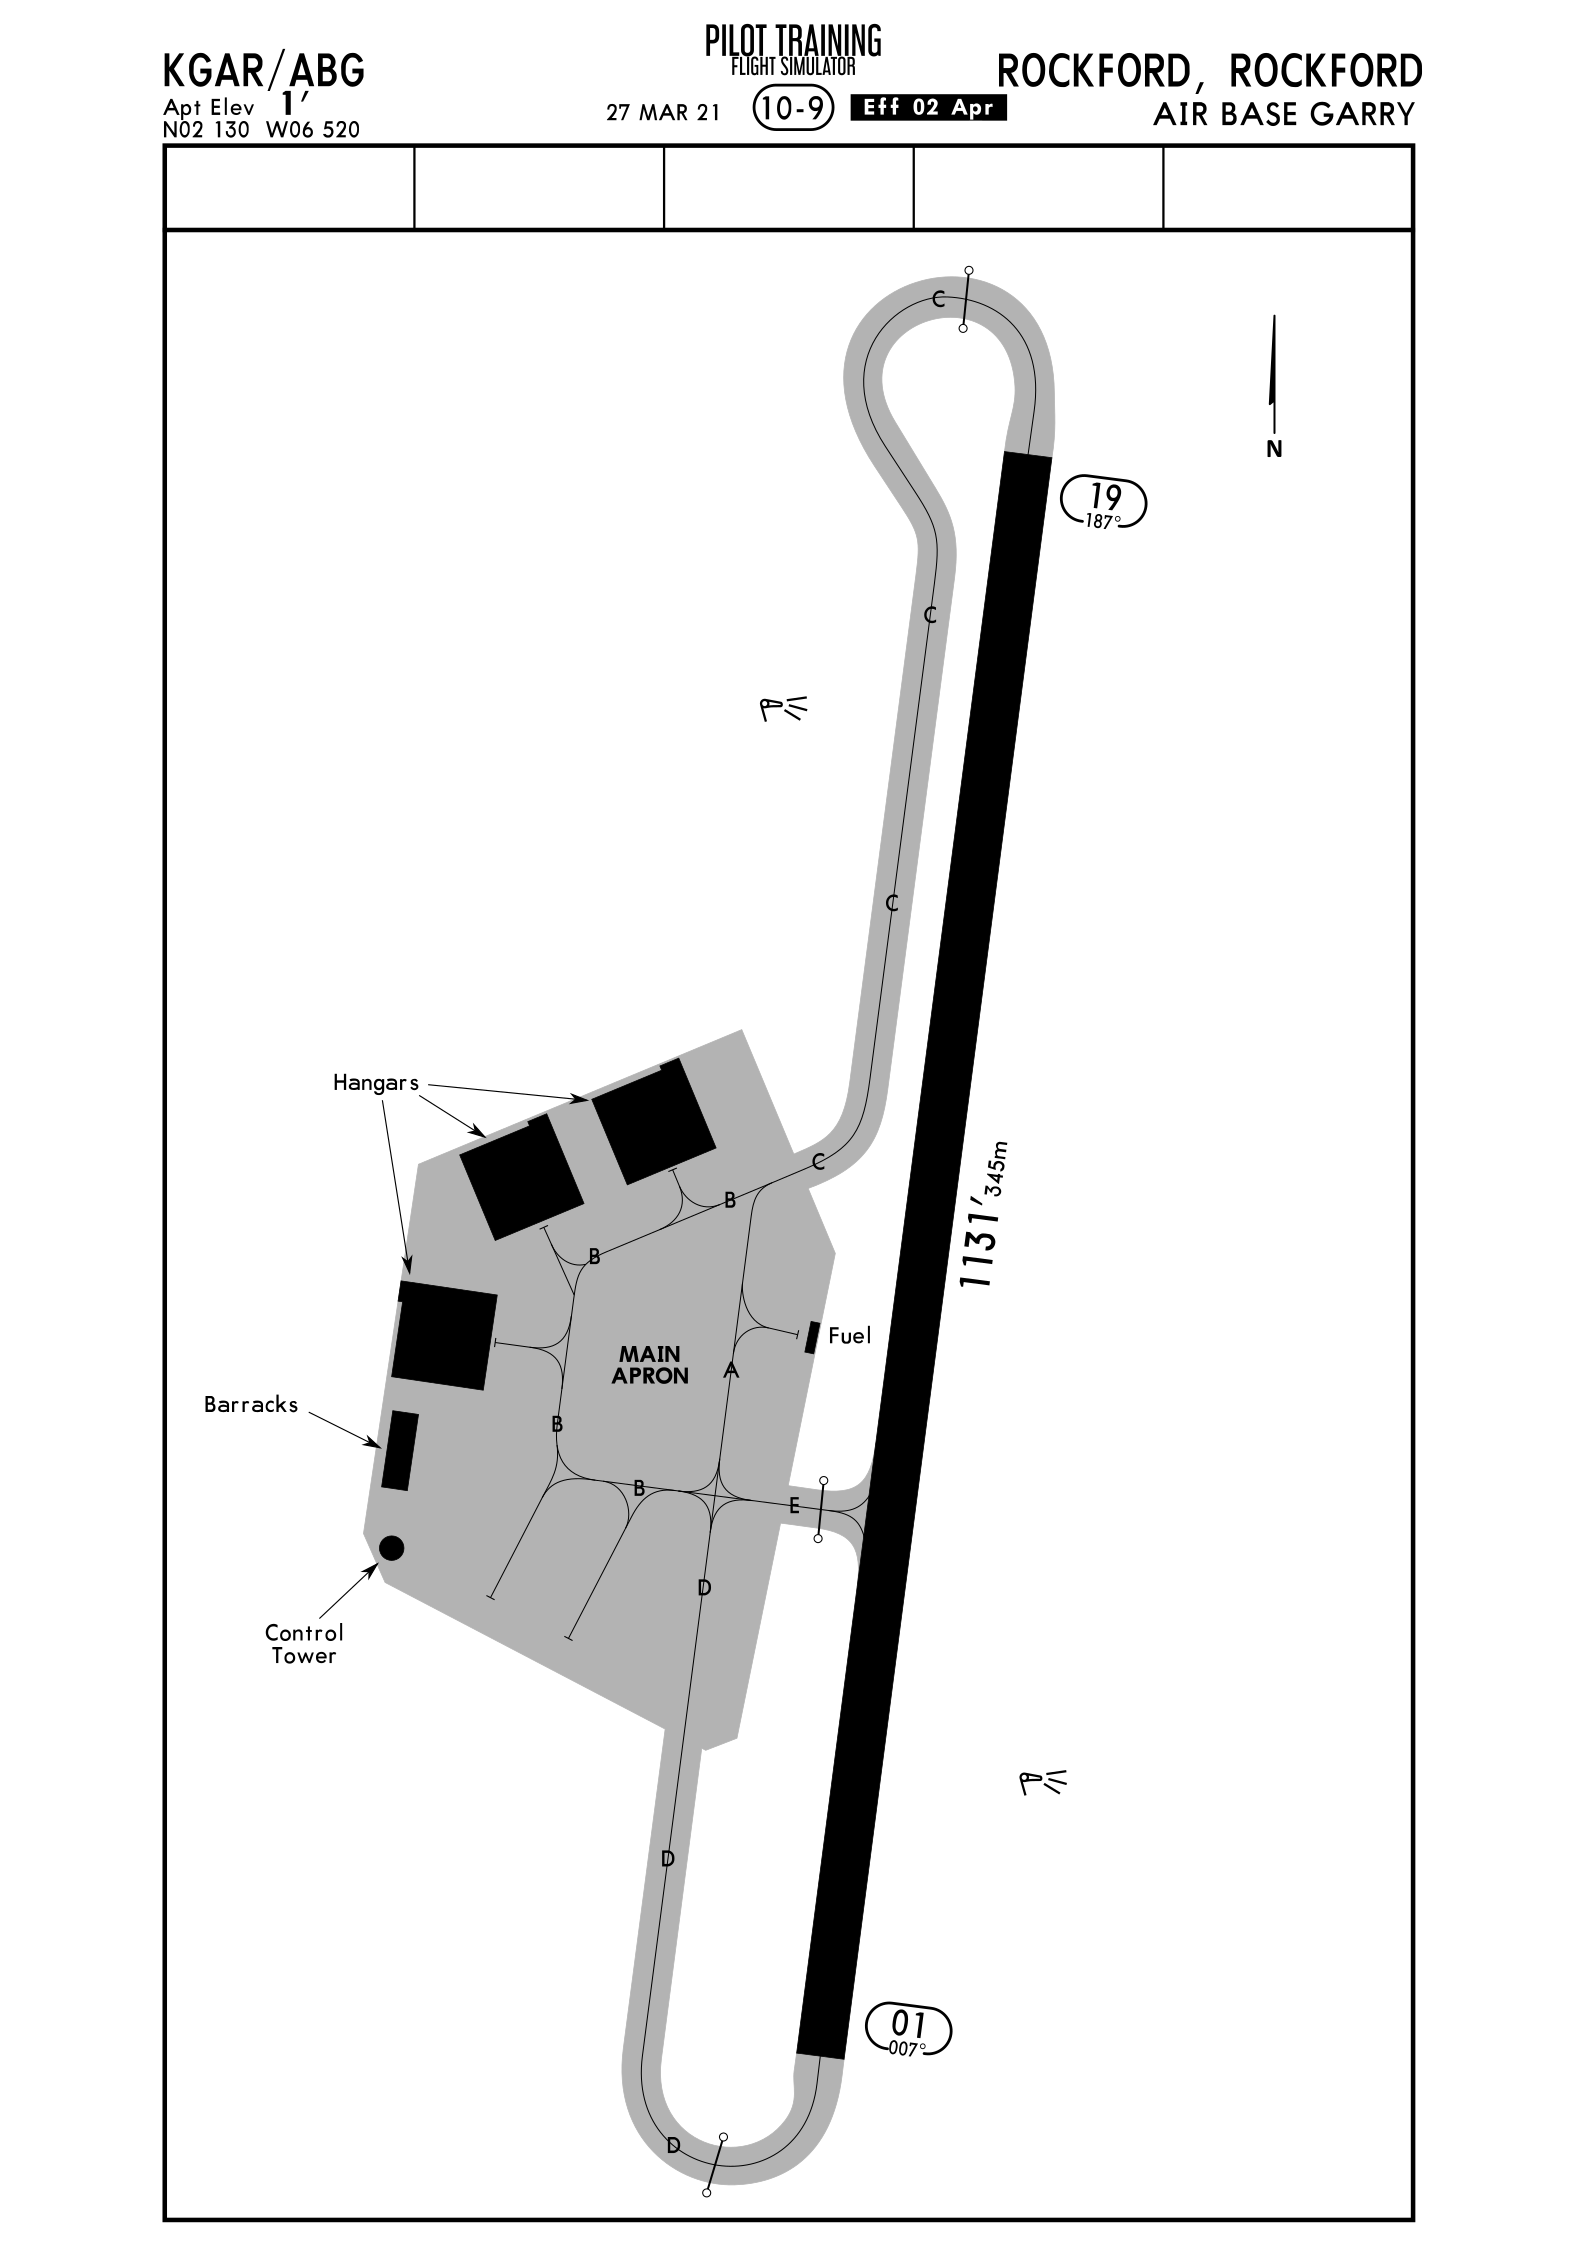 KGAR/ABG
Apt Elev 1′
N02 130 W06 520
PILOT TRAINING
FLIGHT SIMULATOR
27 MAR 21 10-9 Eff 02 Apr
ROCKFORD, ROCKFORD
AIR BASE GARRY
C
N
19
187°
C
C
Hangars
C
B
B
1131′ 345m
MAIN
APRON
Fuel
A
Barracks
B
B
E
D
Control
Tower
D
01
007°
D